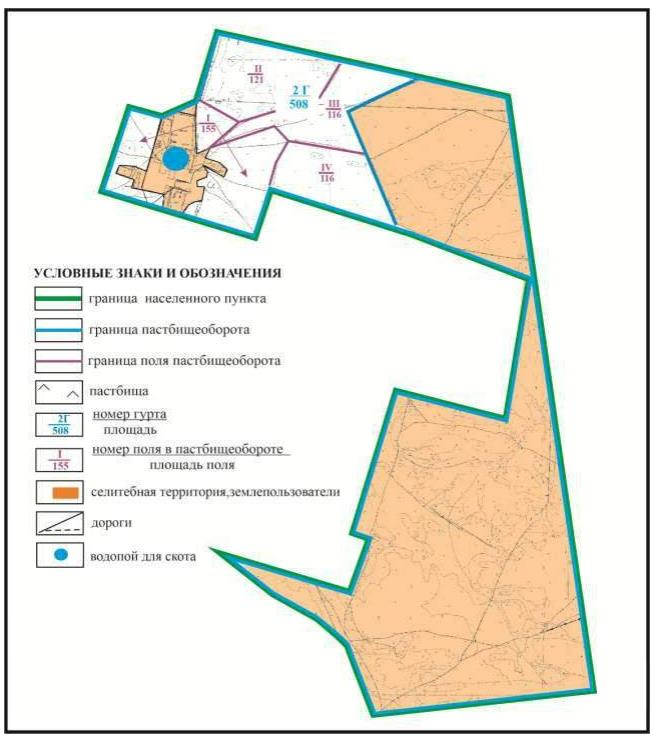 II
121
2 Г
508
III
116
I
155
IV
116
УСЛОВНЫЕ ЗНАКИ И ОБОЗНАЧЕНИЯ
граница населенного пункта
граница пастбищеоборота
граница поля пастбищеоборота
пастбища
2Г
508
номер гурта
площадь
I
155
номер поля в пастбищеобороте
площадь поля
селитебная территория,землепользователи
дороги
водопой для скота